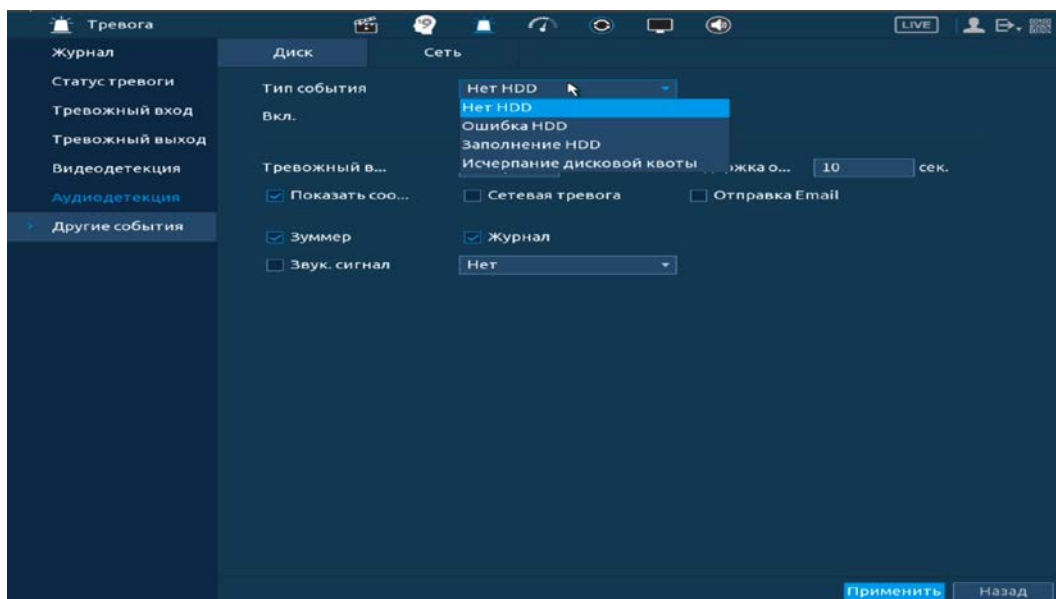 Тревога LIVE
Журнал
Статус тревоги
Тревожный вход
Тревожный выход
Видеодетекция
Аудиодетекция
Другие события
Диск Сеть
Тип события Нет HDD
Нет HDD
Ошибка HDD
Заполнение HDD
Исчерпание дисковой квоты
Вкл.
Тревожный в... 10 сек.
Показать соо... Сетевая тревога Отправка Email
Зуммер Журнал
Звук. сигнал Нет
Применить Назад